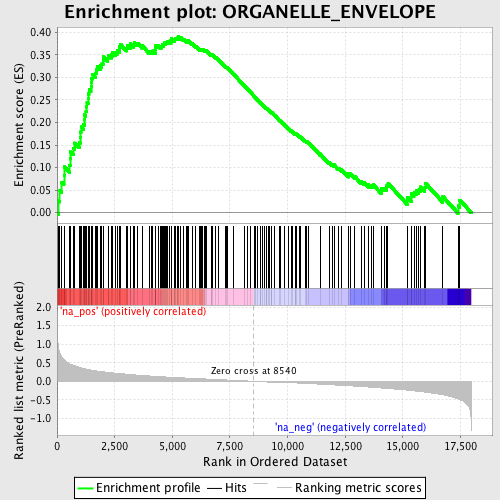 Enrichment plot: ORGANELLE_ENVELOPE
Enrichment score (ES)
0.40
0.35
0.30
0.25
0.20
0.15
0.10
0.05
0.00
Ranked list metric (PreRanked)
2.0
1.5
1.0
0.5
0.0
-0.5
-1.0
'na_pos' (positively correlated)
Zero cross at 8540
'na_neg' (negatively correlated)
0
2,500
5,000
7,500
10,000
12,500
15,000
17,500
Rank in Ordered Dataset
Enrichment profile
Hits
Ranking metric scores